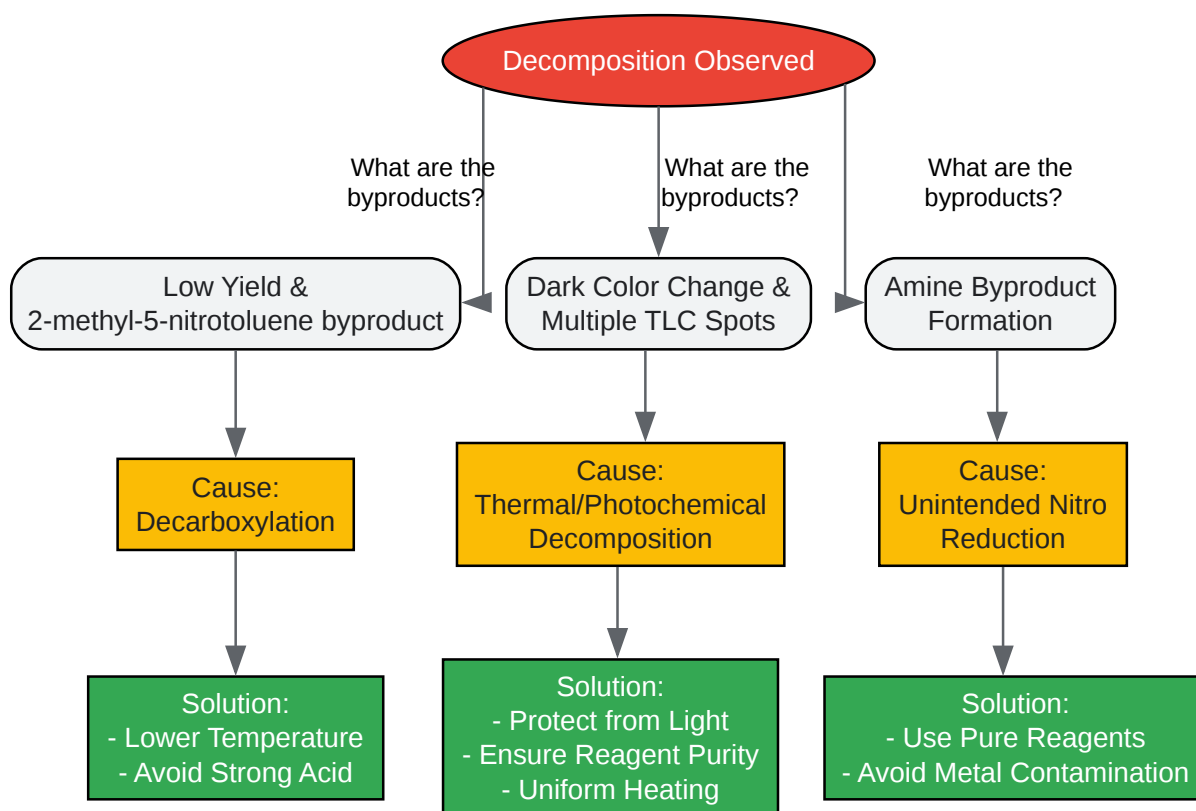 Decomposition Observed
What are the
byproducts?
What are the
byproducts?
What are the
byproducts?
Low Yield &
2-methyl-5-nitrotoluene byproduct
Dark Color Change &
Multiple TLC Spots
Amine Byproduct
Formation
Cause:
Decarboxylation
Cause:
Thermal/Photochemical
Decomposition
Cause:
Unintended Nitro
Reduction
Solution:
- Lower Temperature
- Avoid Strong Acid
Solution:
- Protect from Light
- Ensure Reagent Purity
- Uniform Heating
Solution:
- Use Pure Reagents
- Avoid Metal Contamination